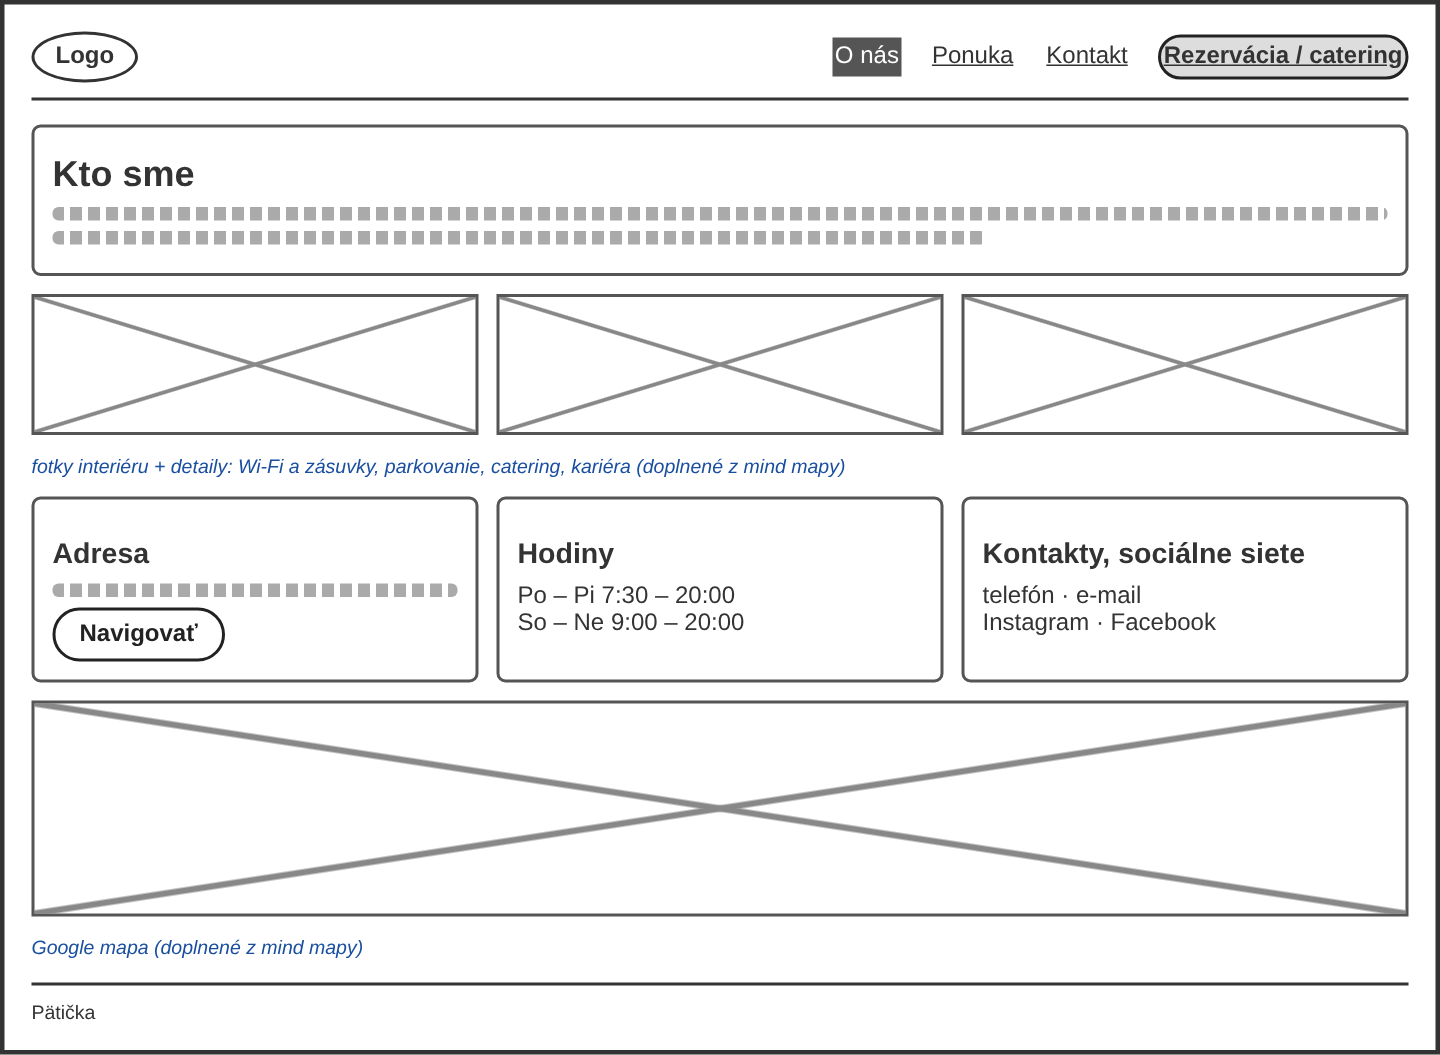 Logo
O nás
Ponuka
Kontakt
Rezervácia / catering
Kto sme
fotky interiéru + detaily: Wi-Fi a zásuvky, parkovanie, catering, kariéra (doplnené z mind mapy)
Adresa
Navigovať
Hodiny
Po – Pi 7:30 – 20:00
So – Ne 9:00 – 20:00
Kontakty, sociálne siete
telefón · e-mail
Instagram · Facebook
Google mapa (doplnené z mind mapy)
Pätička